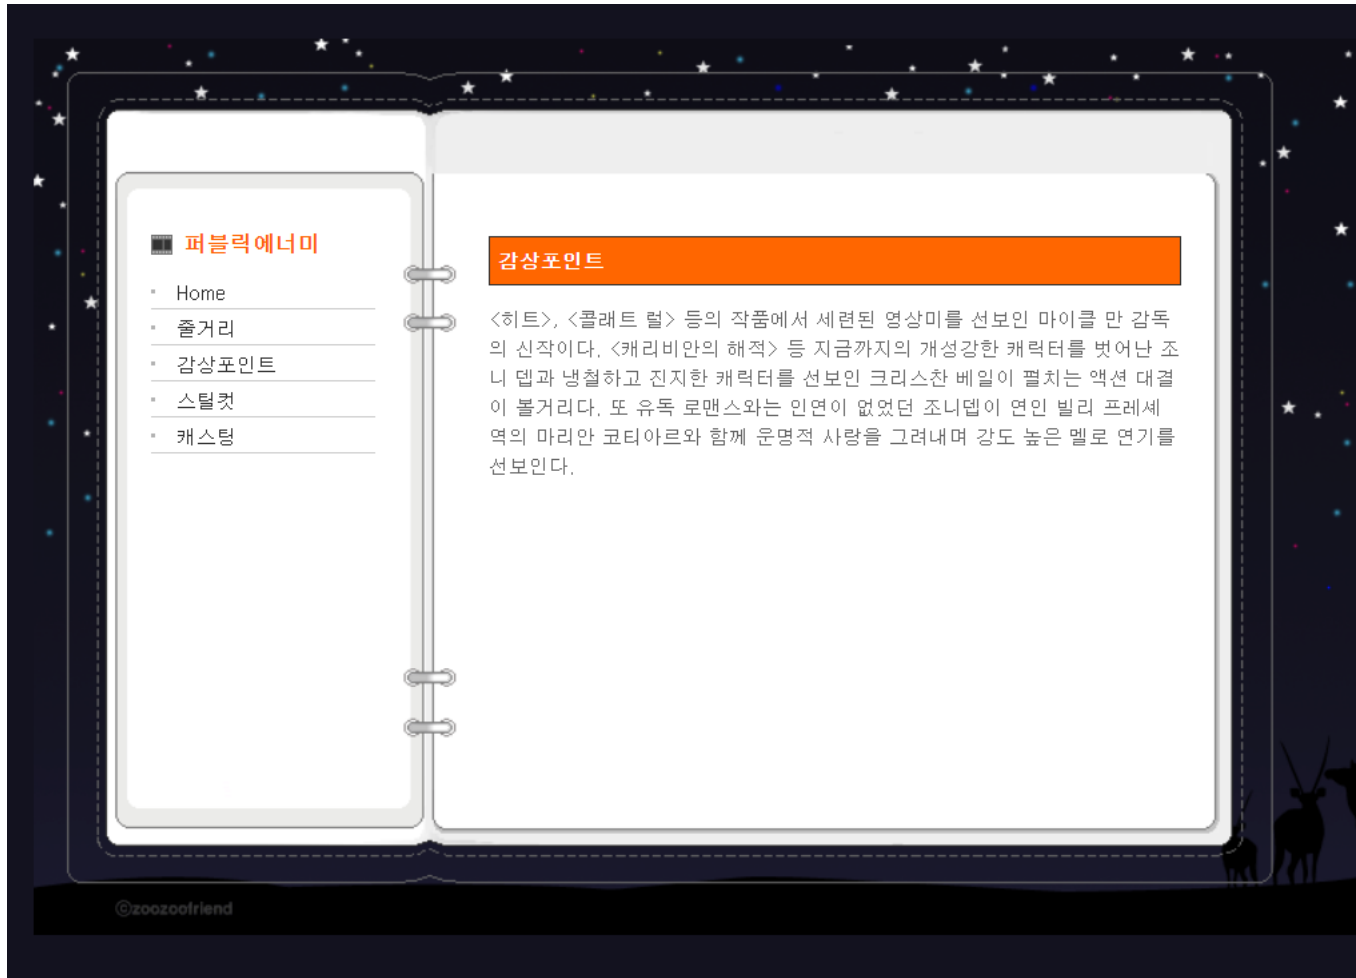 퍼블릭에너미
Home
줄거리
감상포인트
스틸컷
캐스팅
감상포인트
<히트>, <콜래트 럴> 등의 작품에서 세련된 영상미를 선보인 마이클 만 감독
의 신작이다. <캐리비안의 해적> 등 지금까지의 개성강한 캐릭터를 벗어난 조
니 뎁과 냉철하고 진지한 캐릭터를 선보인 크리스찬 베일이 펼치는 액션 대결
이 볼거리다. 또 유독 로맨스와는 인연이 없었던 조니뎁이 연인 빌리 프레셰
역의 마리안 코티아르와 함께 운명적 사랑을 그려내며 강도 높은 멜로 연기를
선보인다.
©zoozoofriend